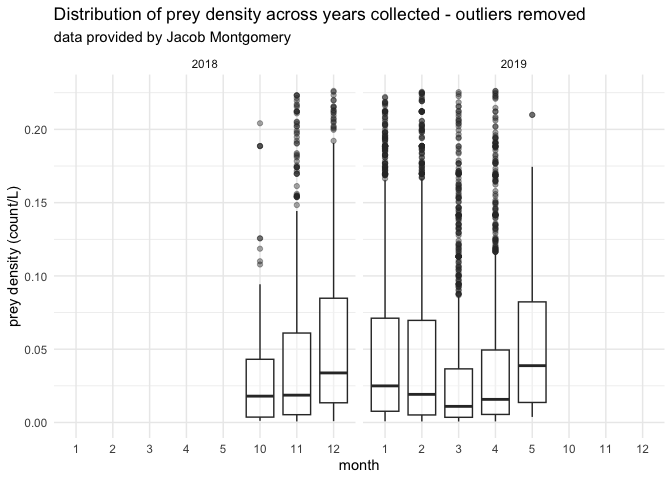 Distribution of prey density across years collected - outliers removed
data provided by Jacob Montgomery
2018 2019
prey density (count/L)
0.20
0.15
0.10
0.05
0.00
1 2 3 4 5 10 11 12 1 2 3 4 5 10 11 12
month